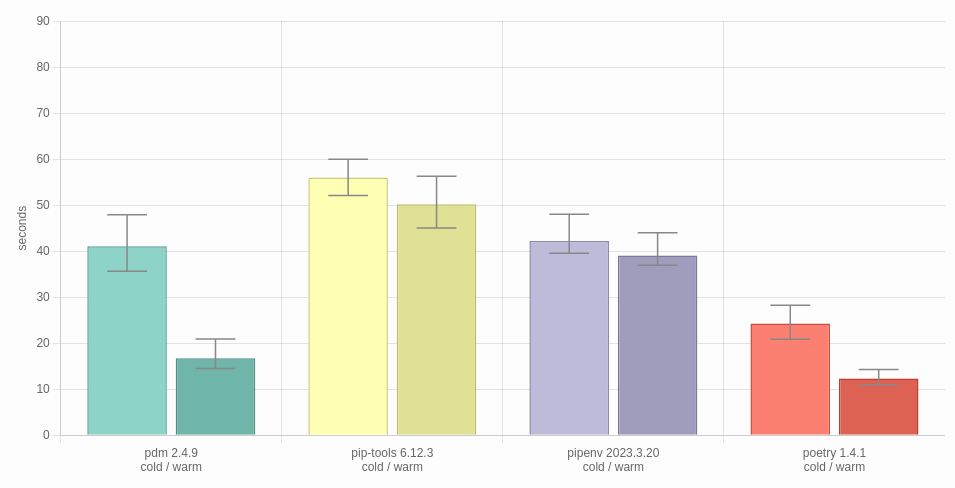 90
80
70
60
50
40
30
20
10
0
seconds
pdm 2.4.9
cold / warm
pip-tools 6.12.3
cold / warm
pipenv 2023.3.20
cold / warm
poetry 1.4.1
cold / warm